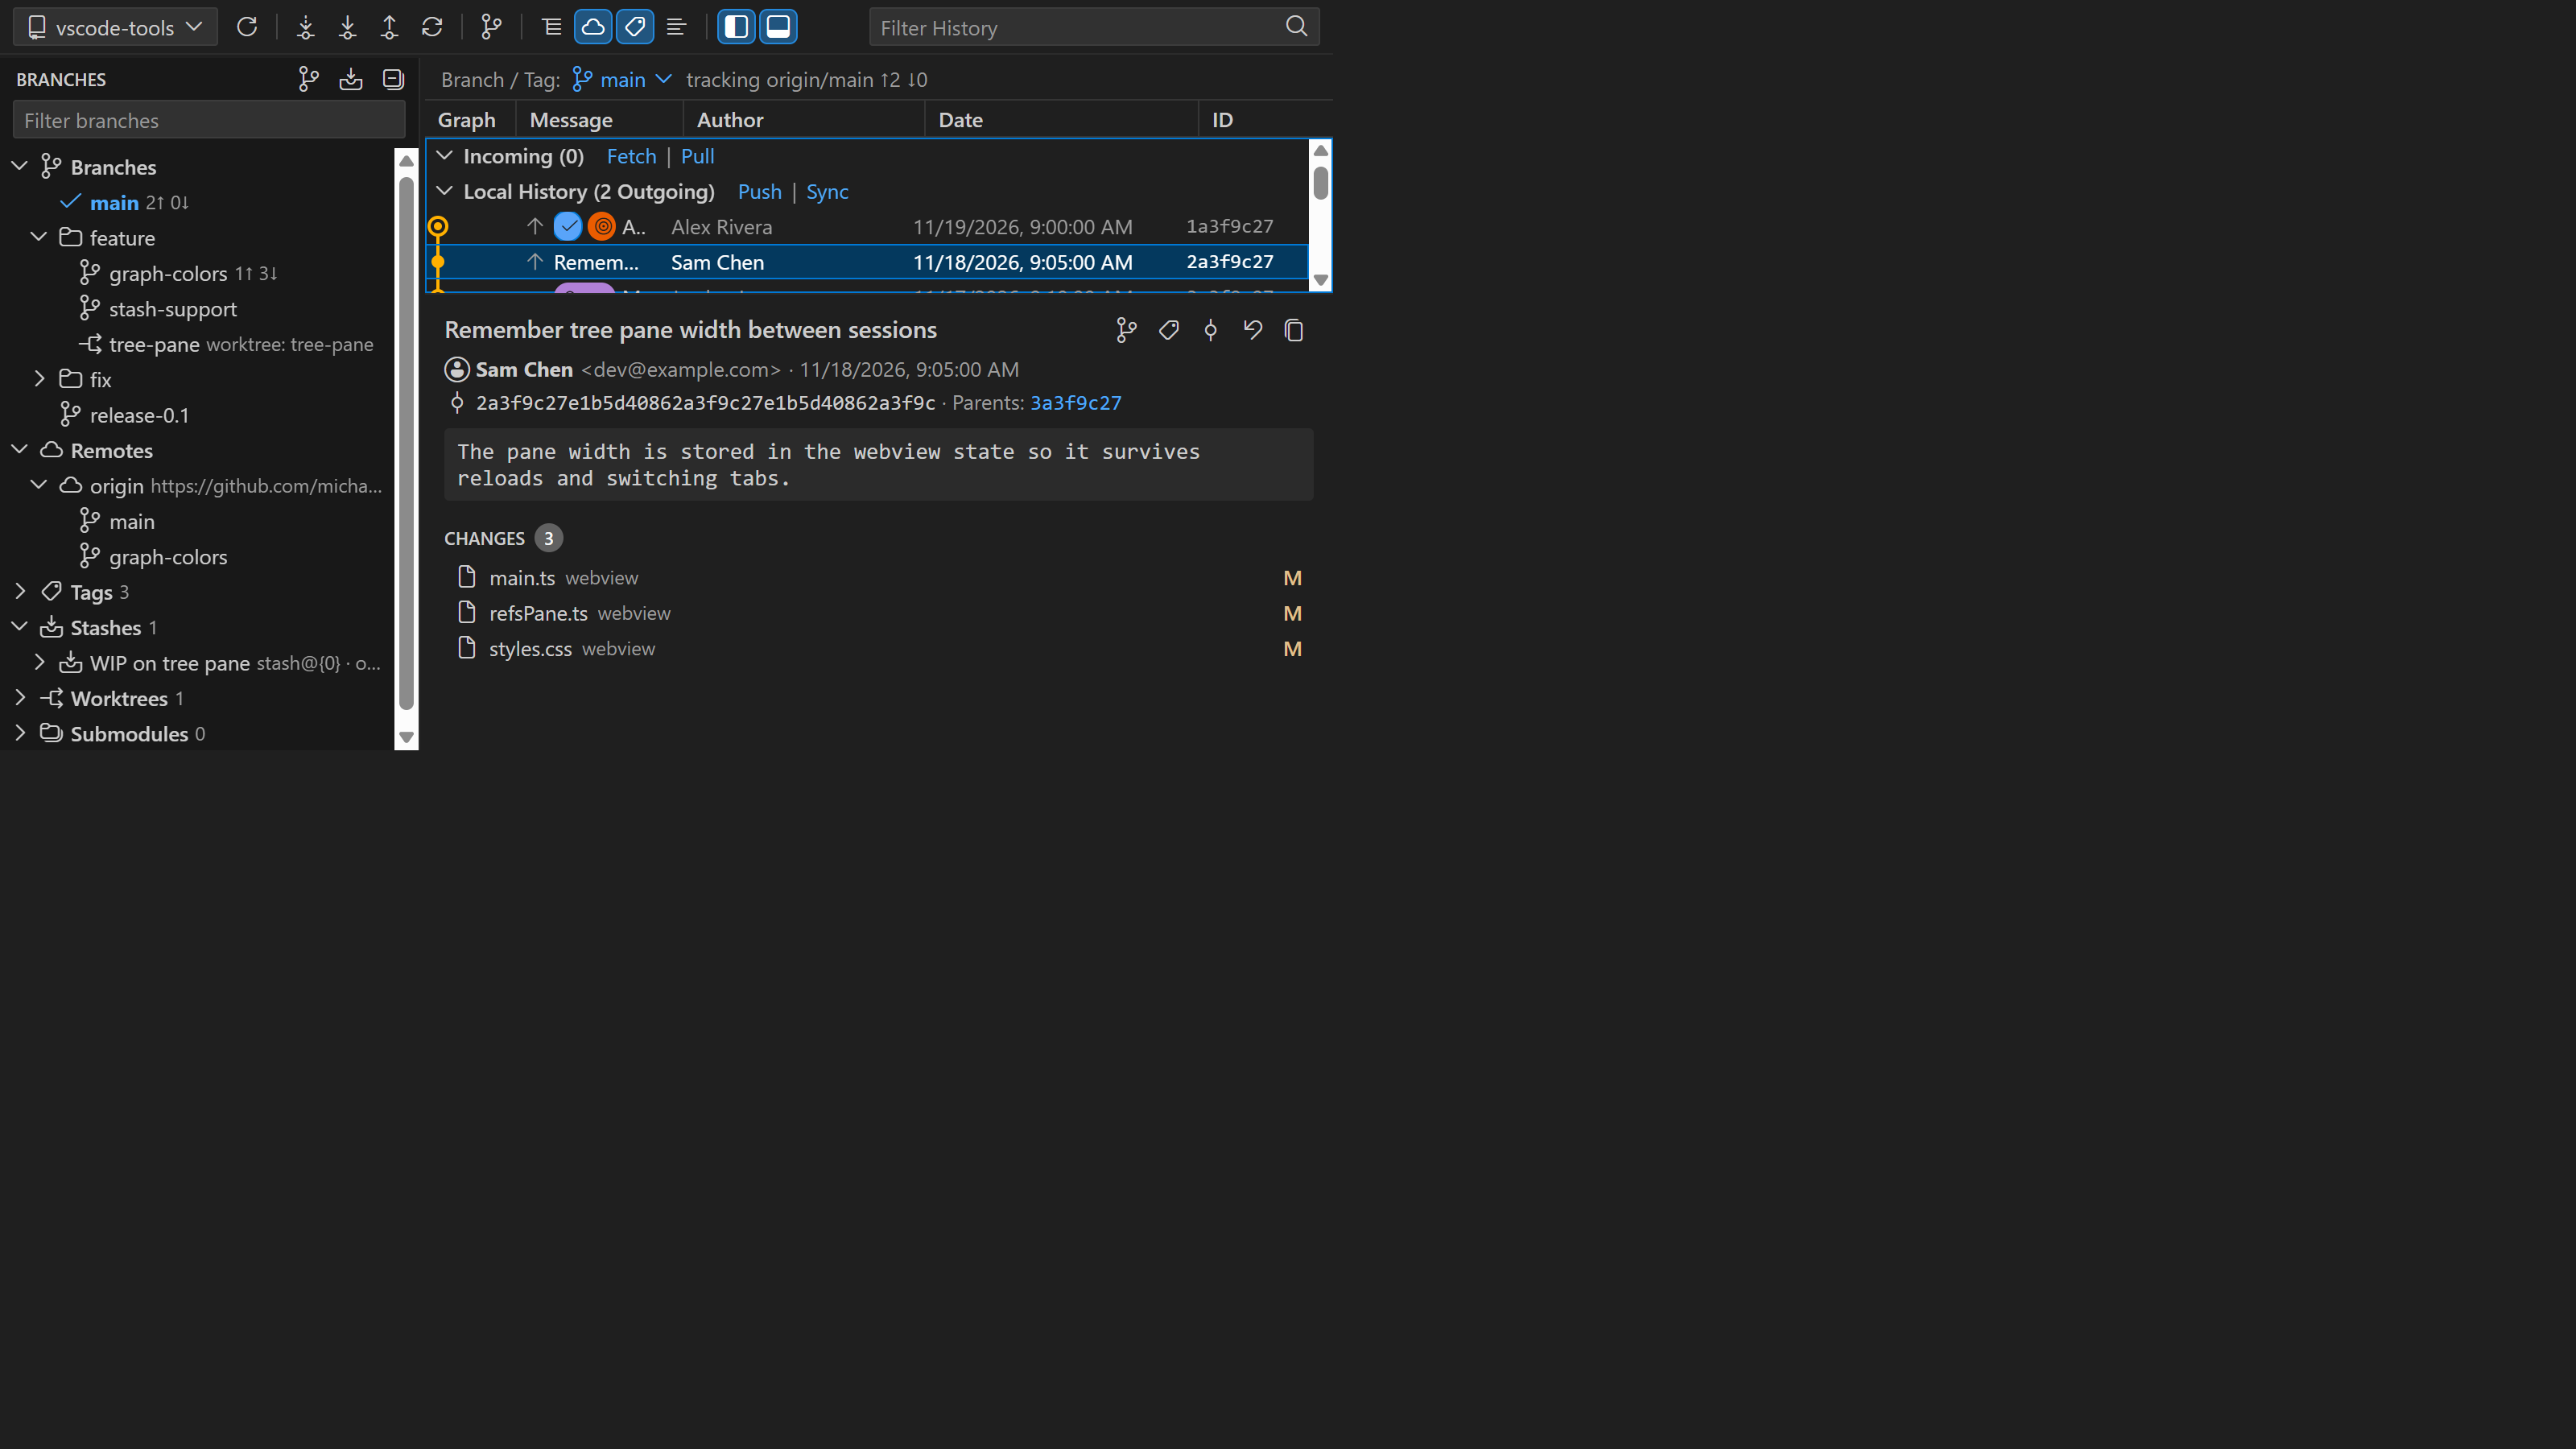 vscode-tools
Filter History
BRANCHES
Filter branches
Branches
main 2↑ 0↓
feature
graph-colors 1↑ 3↓
stash-support
tree-pane worktree: tree-pane
fix
release-0.1
Remotes
origin https://github.com/micha...
main
graph-colors
Tags 3
Stashes 1
WIP on tree pane stash@{0} · o...
Worktrees 1
Submodules 0
Branch / Tag: main tracking origin/main ↑2 ↓0
Graph Message Author Date ID
Incoming (0) Fetch | Pull
Local History (2 Outgoing) Push | Sync
↑ A.. Alex Rivera 11/19/2026, 9:00:00 AM 1a3f9c27
↑ Remem... Sam Chen 11/18/2026, 9:05:00 AM 2a3f9c27
Remember tree pane width between sessions
Sam Chen <dev@example.com> · 11/18/2026, 9:05:00 AM
2a3f9c27e1b5d40862a3f9c27e1b5d40862a3f9c · Parents: 3a3f9c27
The pane width is stored in the webview state so it survives
reloads and switching tabs.
CHANGES 3
main.ts webview M
refsPane.ts webview M
styles.css webview M